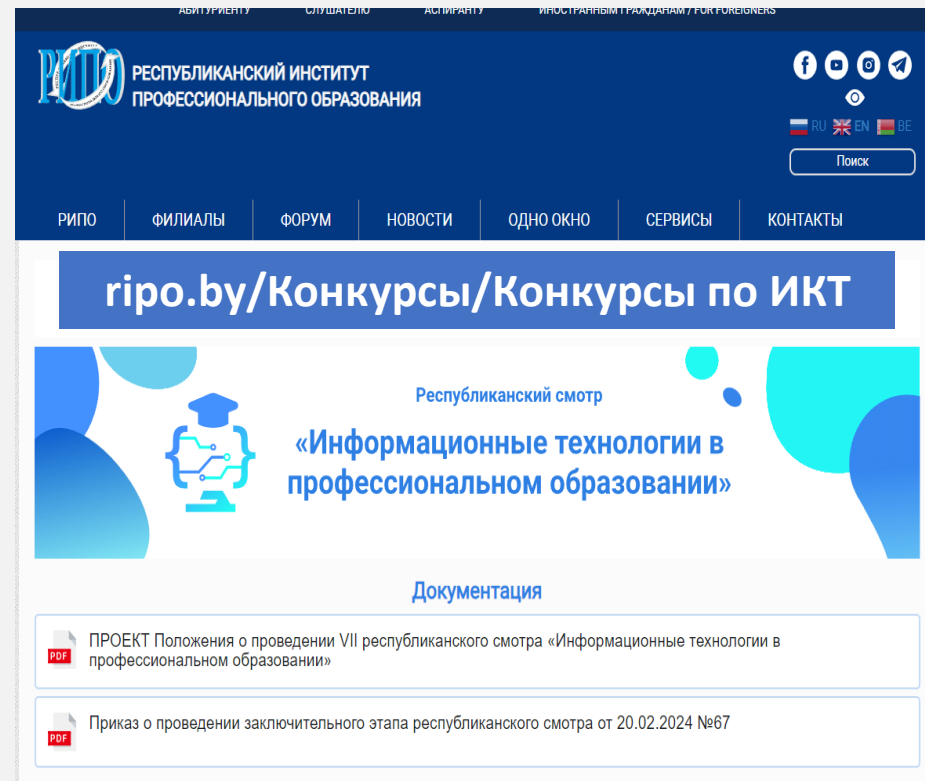 АБИТУРИЕНТУ СЛУШАТЕЛЮ АСПИРАНТУ ИНОСТРАННЫМ ГРАЖДАНАМ / FOR FOREIGNERS
РИПО
РЕСПУБЛИКАНСКИЙ ИНСТИТУТ
ПРОФЕССИОНАЛЬНОГО ОБРАЗОВАНИЯ
RU EN BE
Поиск
РИПО ФИЛИАЛЫ ФОРУМ НОВОСТИ ОДНО ОКНО СЕРВИСЫ КОНТАКТЫ
ripo.by/Конкурсы/Конкурсы по ИКТ
Республиканский смотр
«Информационные технологии в
профессиональном образовании»
Документация
PDF
ПРОЕКТ Положения о проведении VII республиканского смотра «Информационные технологии в
профессиональном образовании»
PDF
Приказ о проведении заключительного этапа республиканского смотра от 20.02.2024 №67